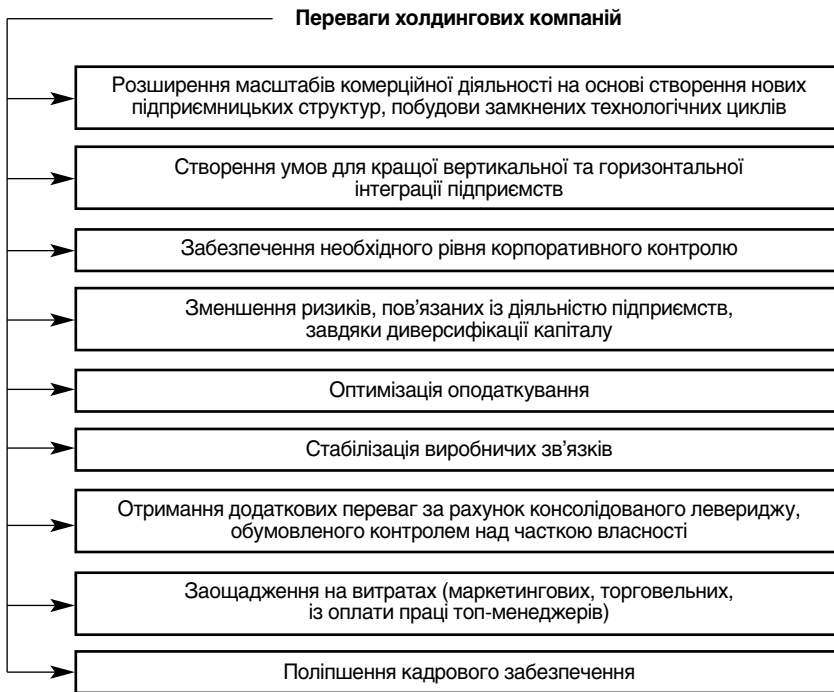 Переваги холдингових компаній
Розширення масштабів комерційної діяльності на основі створення нових
підприємницьких структур, побудови замкнених технологічних циклів
Створення умов для кращої вертикальної та горизонтальної
інтеграції підприємств
Забезпечення необхідного рівня корпоративного контролю
Зменшення ризиків, пов’язаних із діяльністю підприємств,
завдяки диверсифікації капіталу
Оптимізація оподаткування
Стабілізація виробничих зв’язків
Отримання додаткових переваг за рахунок консолідованого левериджу,
обумовленого контролем над часткою власності
Заощадження на витратах (маркетингових, торговельних,
із оплати праці топ-менеджерів)
Поліпшення кадрового забезпечення